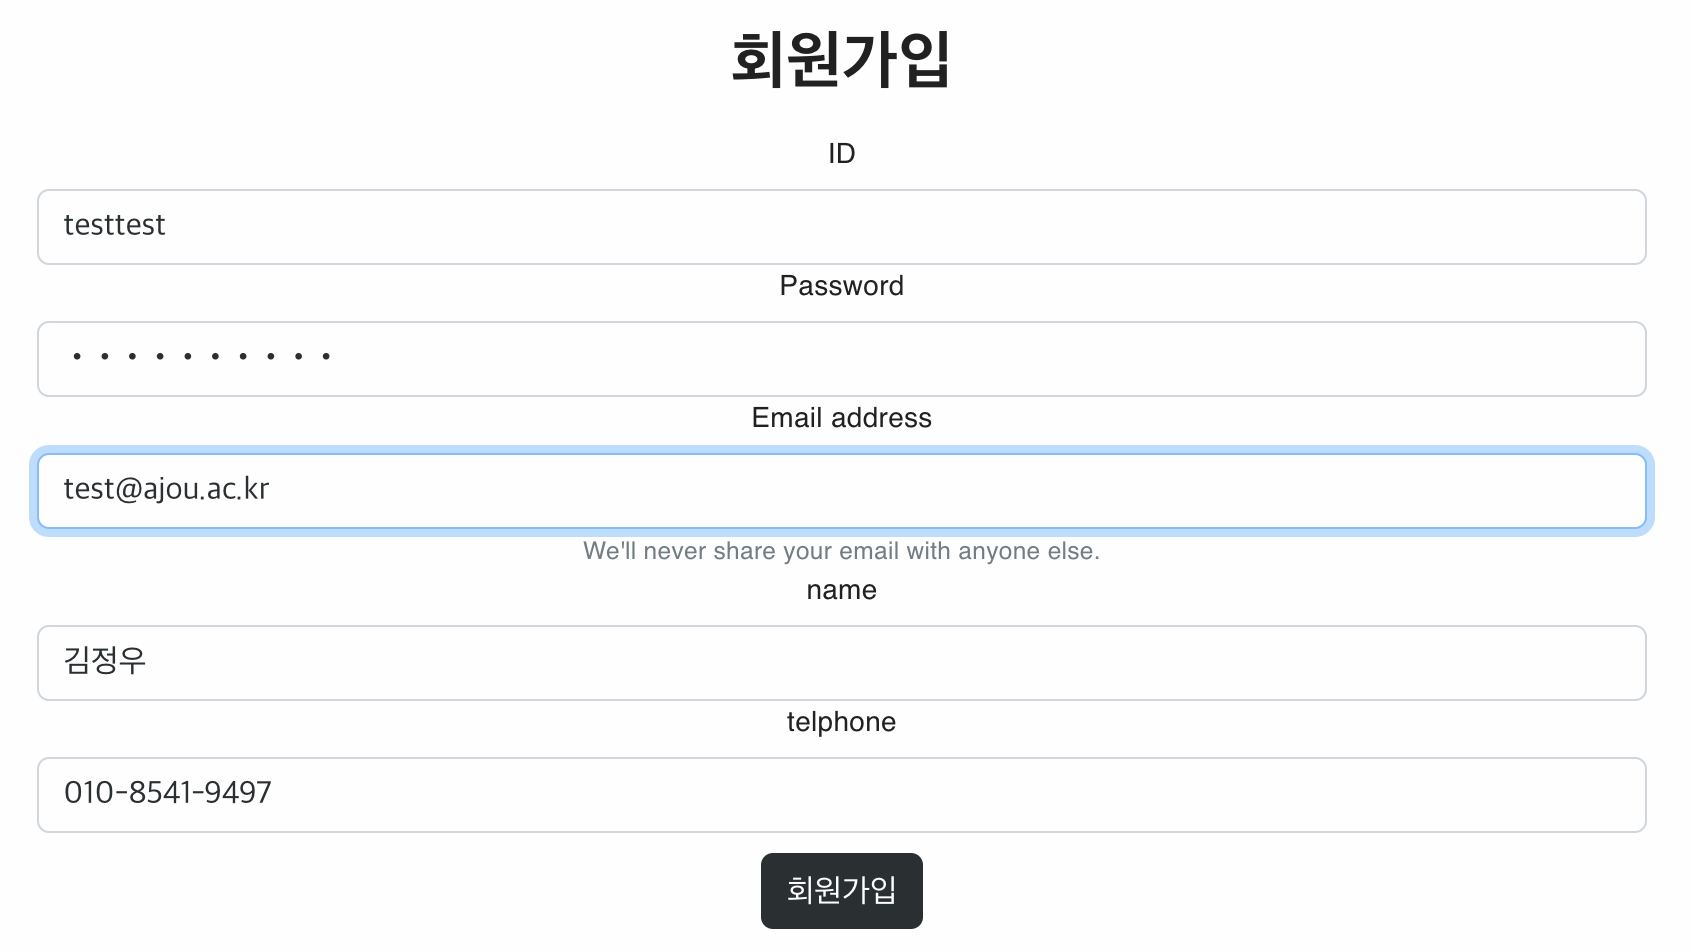 회원가입
ID
testtest
Password
••••••••••
Email address
test@ajou.ac.kr
We'll never share your email with anyone else.
name
김정우
telphone
010-8541-9497
회원가입